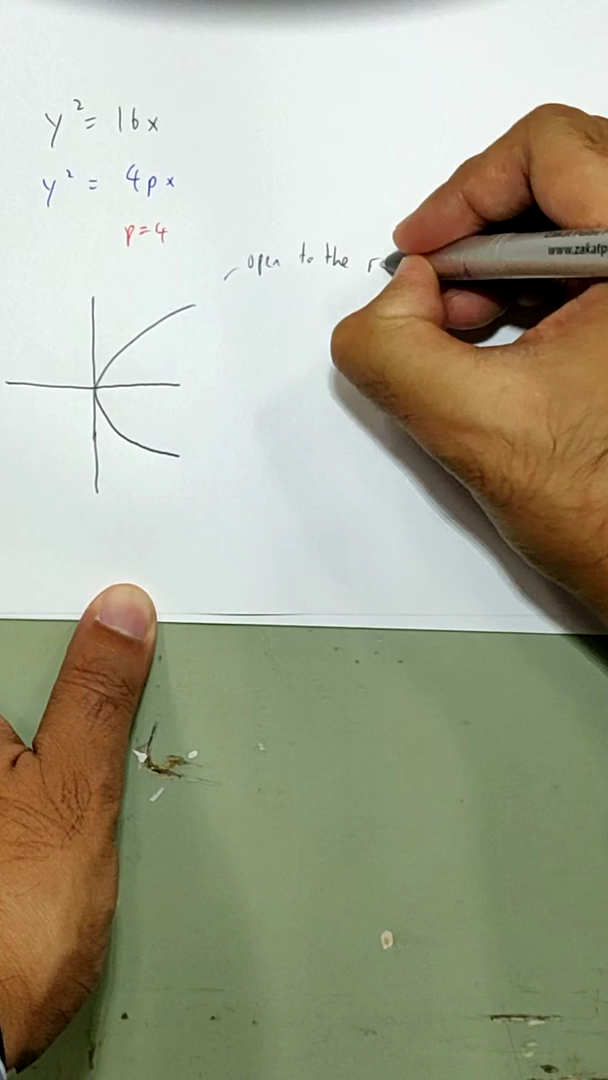 y² = 16x
y² = 4px
p=4
- open to the r
www.zakatp